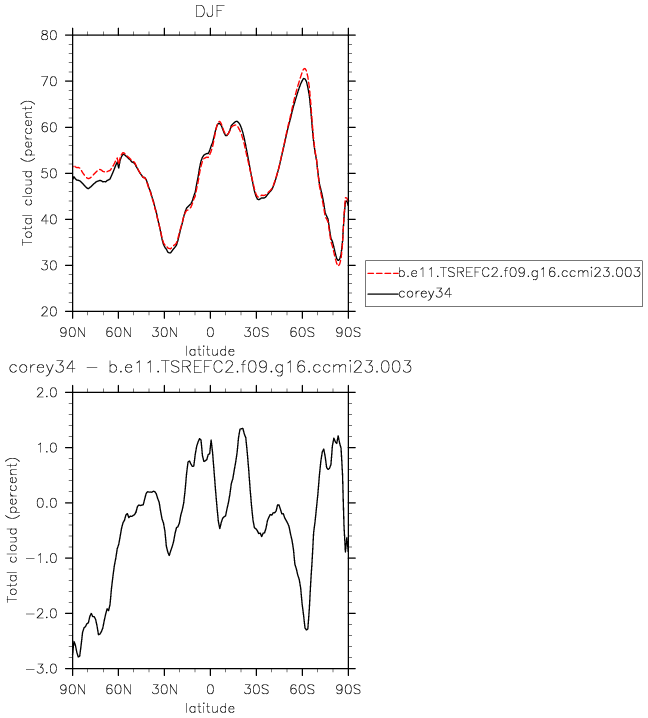 DJF
80
70
60
50
40
30
20
Total cloud (percent)
90N 60N 30N 0 30S 60S 90S
latitude
b.e11.TSREFC2.f09.g16.ccmi23.003
corey34
corey34 − b.e11.TSREFC2.f09.g16.ccmi23.003
2.0
1.0
0.0
−1.0
−2.0
−3.0
Total cloud (percent)
90N 60N 30N 0 30S 60S 90S
latitude